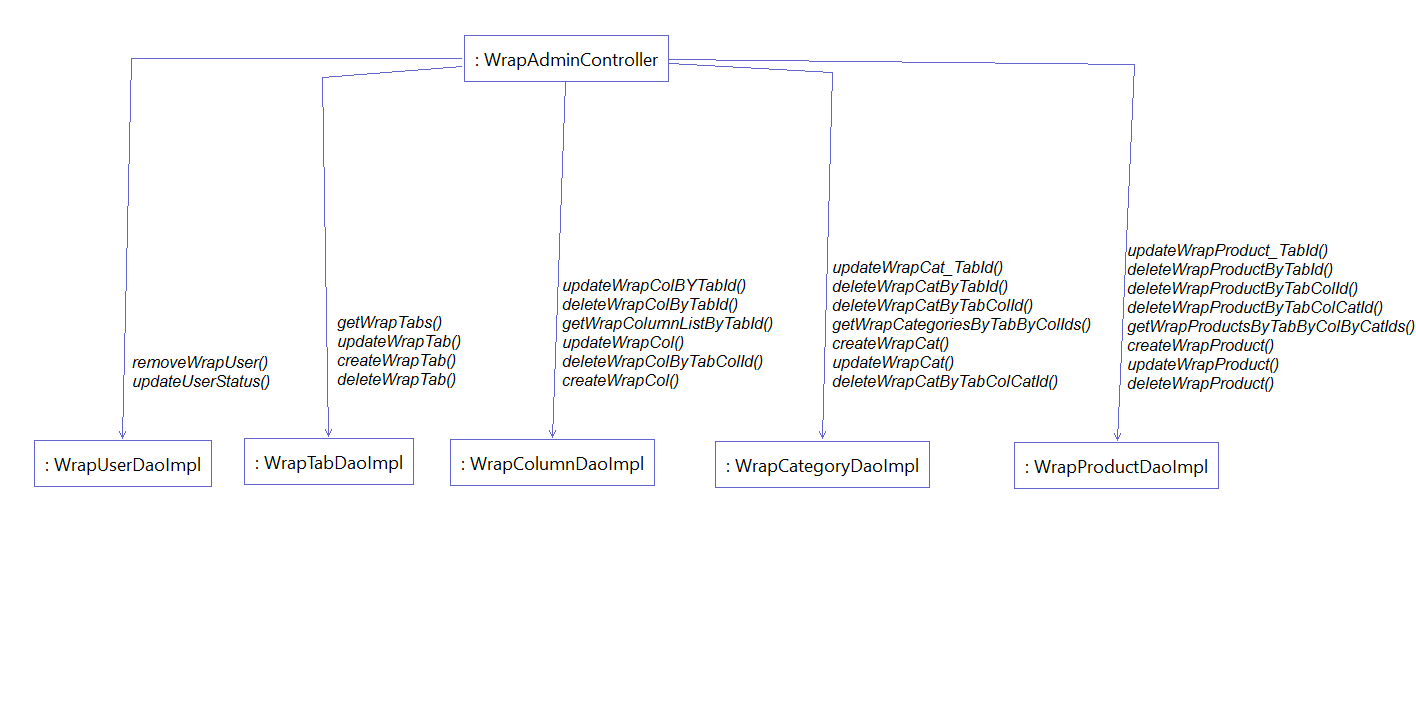 : WrapAdminController
removeWrapUser()
updateUserStatus()
getWrapTabs()
updateWrapTab()
createWrapTab()
deleteWrapTab()
updateWrapColBYTabId()
deleteWrapColByTabId()
getWrapColumnListByTabId()
updateWrapCol()
deleteWrapColByTabColId()
createWrapCol()
updateWrapCat_TabId()
deleteWrapCatByTabId()
deleteWrapCatByTabColId()
getWrapCategoriesByTabByColIds()
createWrapCat()
updateWrapCat()
deleteWrapCatByTabColCatId()
updateWrapProduct_TabId()
deleteWrapProductByTabId()
deleteWrapProductByTabColId()
deleteWrapProductByTabColCatId()
getWrapProductsByTabByColByCatIds()
createWrapProduct()
updateWrapProduct()
deleteWrapProduct()
: WrapUserDaoImpl
: WrapTabDaoImpl
: WrapColumnDaoImpl
: WrapCategoryDaoImpl
: WrapProductDaoImpl